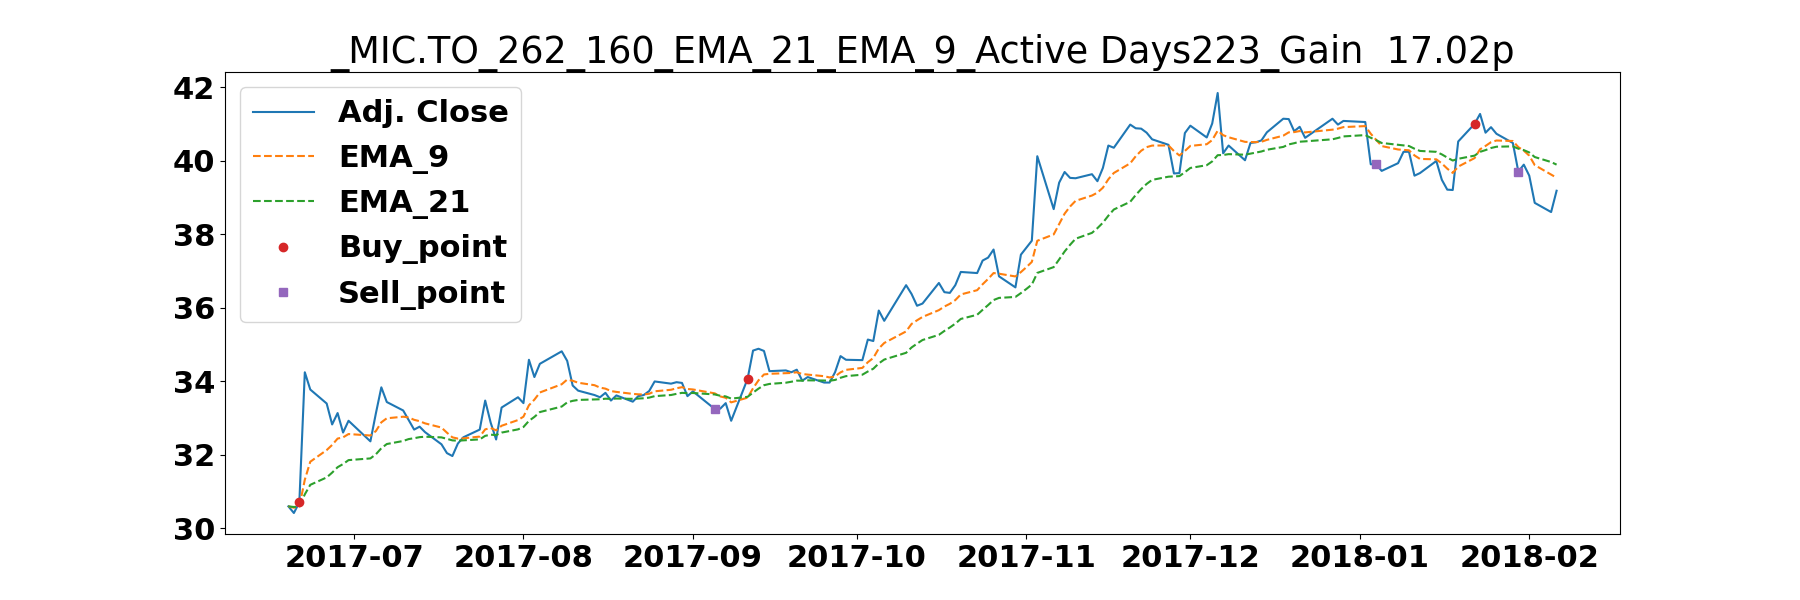 _MIC.TO_262_160_EMA_21_EMA_9_Active Days223_Gain  17.02p
42
40
38
36
34
32
30
Adj. Close
EMA_9
EMA_21
Buy_point
Sell_point
2017-07 2017-08 2017-09 2017-10 2017-11 2017-12 2018-01 2018-02